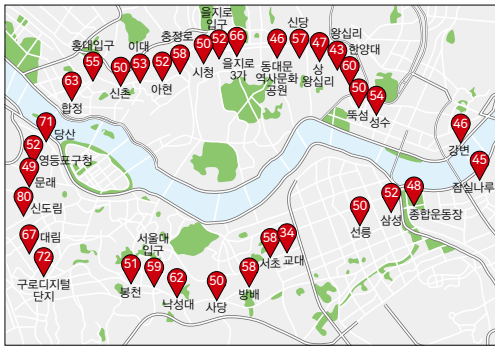 을지로
입구
홍대입구
이대
충정로
신당
왕십리
55
50
53
52
58
50
52
66
46
57
47
43
한양대
60
63
합정
신촌
아현
시청
을지로
3가
동대문
역사문화
공원
상
왕십리
50
54
뚝섬
성수
71
당산
46
강변
52
영등포구청
49
문래
45
잠실나루
80
신도림
52
삼성
48
종합운동장
50
선릉
67
대림
72
구로디지털
단지
서울대
입구
51
봉천
59
62
낙성대
50
사당
58
방배
58
서초
34
교대